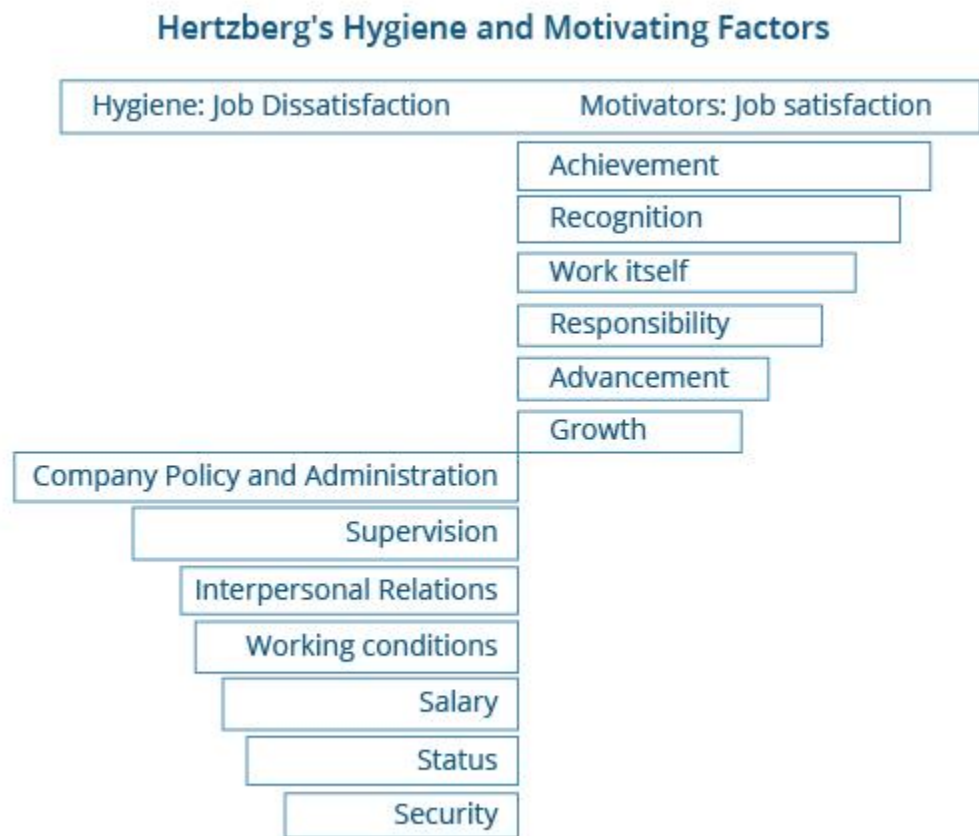 Hertzberg's Hygiene and Motivating Factors
Hygiene: Job Dissatisfaction Motivators: Job satisfaction
Achievement
Recognition
Work itself
Responsibility
Advancement
Growth
Company Policy and Administration
Supervision
Interpersonal Relations
Working conditions
Salary
Status
Security